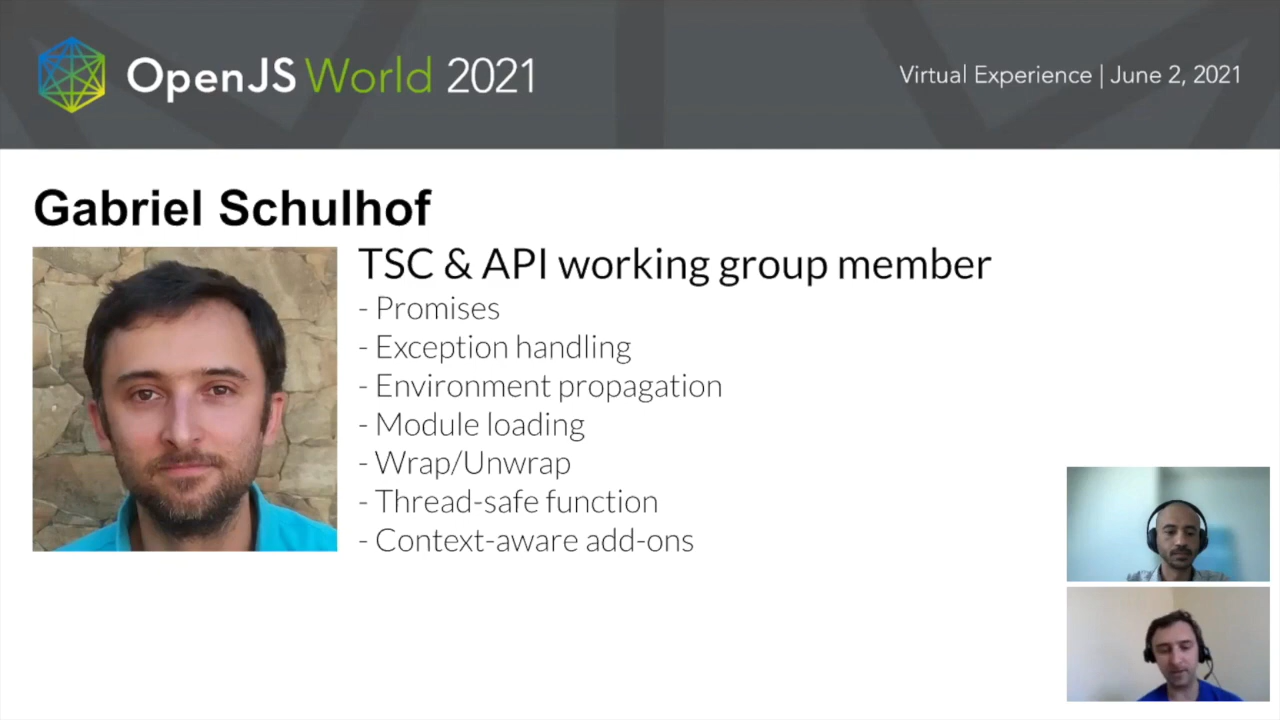 OpenJS World 2021
Virtual Experience | June 2, 2021
Gabriel Schulhof
TSC & API working group member
- Promises
- Exception handling
- Environment propagation
- Module loading
- Wrap/Unwrap
- Thread-safe function
- Context-aware add-ons